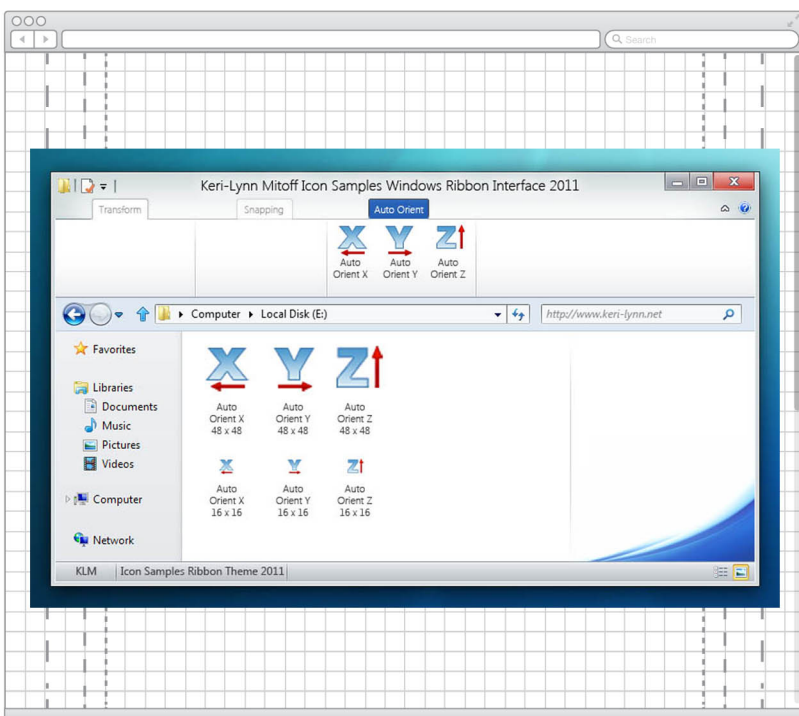 Search
Keri-Lynn Mitoff Icon Samples Windows Ribbon Interface 2011
Transform
Snapping
Auto Orient
Auto
Orient X
Auto
Orient Y
Auto
Orient Z
Computer
Local Disk (E:)
http://www.keri-lynn.net
Favorites
Libraries
Documents
Music
Pictures
Videos
Computer
Network
X
Y
Z
Auto
Orient X
48 x 48
Auto
Orient Y
48 x 48
Auto
Orient Z
48 x 48
Auto
Orient X
16 x 16
Auto
Orient Y
16 x 16
Auto
Orient Z
16 x 16
KLM
Icon Samples Ribbon Theme 2011